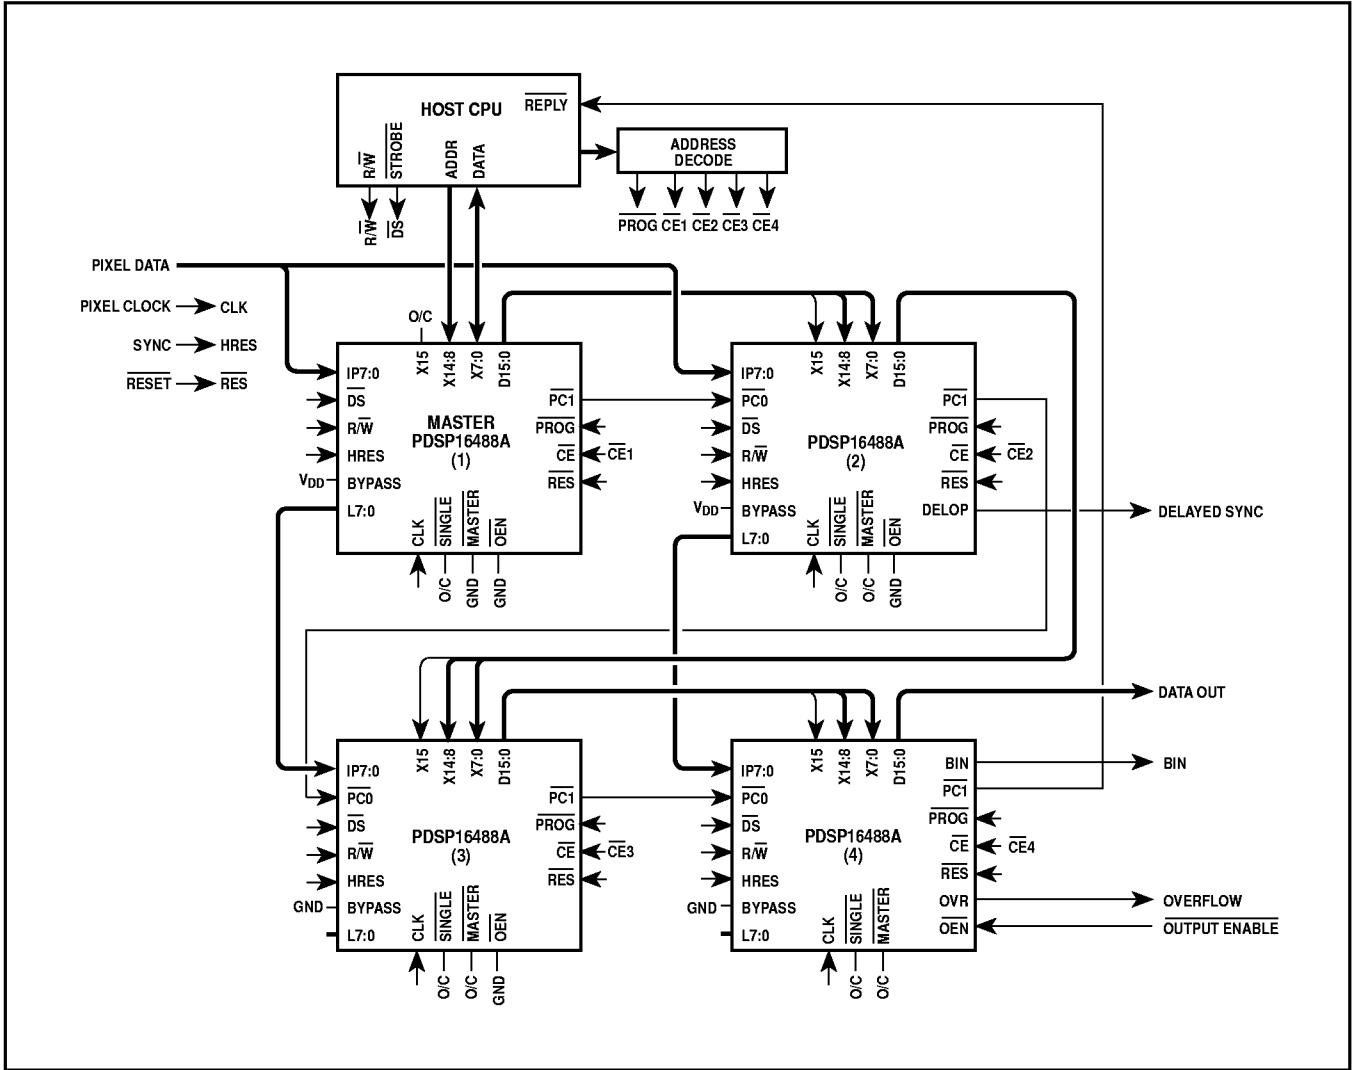 HOST CPU
REPLY
R/W
STROBE
ADDR
DATA
ADDRESS
DECODE
R/W
DS
PROG CE1 CE2 CE3 CE4
PIXEL DATA
PIXEL CLOCK CLK
SYNC HRES
RESET RES
O/C
X15
X14:8
X7:0
D15:0
IP7:0
DS
R/W
HRES
VDD BYPASS
L7:0
MASTER
PDSP16488A
(1)
PC1
PROG
CE CE1
RES
CLK
SINGLE
MASTER
OEN
O/C
GND
GND
X15
X14:8
X7:0
D15:0
IP7:0
PC0
DS
R/W
HRES
VDD BYPASS
L7:0
PDSP16488A
(2)
PC1
PROG
CE CE2
RES
DELOP DELAYED SYNC
CLK
SINGLE
MASTER
OEN
O/C
O/C
GND
X15
X14:8
X7:0
D15:0
IP7:0
PC0
DS
R/W
HRES
GND BYPASS
L7:0
PDSP16488A
(3)
PC1
PROG
CE CE3
RES
CLK
SINGLE
MASTER
OEN
O/C
O/C
GND
X15
X14:8
X7:0
D15:0
DATA OUT
IP7:0
PC0
DS
R/W
HRES
GND BYPASS
L7:0
PDSP16488A
(4)
BIN BIN
PC1
PROG
CE CE4
RES
OVR OVERFLOW
OEN OUTPUT ENABLE
CLK
SINGLE
MASTER
O/C
O/C